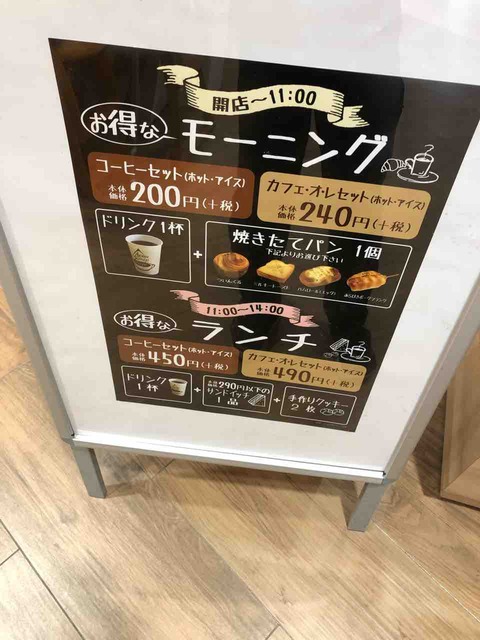 開店〜11:00
お得な モーニング
コーヒーセット(ホット・アイス)
本体価格 200円(+税)
カフェ・オ・レセット(ホット・アイス)
本体価格 240円(+税)
ドリンク1杯
+
焼きたてパン 1個
下記よりお選び下さい
11:00〜14:00
お得な ランチ
コーヒーセット(ホット・アイス)
本体価格 450円(+税)
カフェ・オ・レセット(ホット・アイス)
本体価格 490円(+税)
ドリンク
1杯
+
本体価格290円以下の
サンドイッチ
1品
+
手作りクッキー
2枚